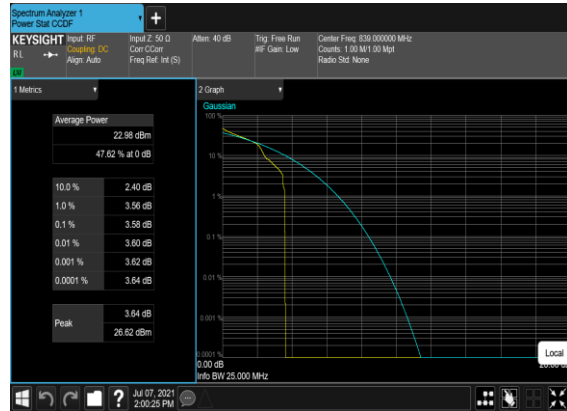 Spectrum Analyzer 1
Power Stat CCDF
KEYSIGHT
RL
Input: RF
Coupling: DC
Align: Auto
Input Z: 50 Ω
Corr CCorr
Freq Ref: Int (S)
Atten: 40 dB
Trig: Free Run
#IF Gain: Low
Center Freq: 839.000000 MHz
Counts: 1.00 M/1.00 Mpt
Radio Std: None
1 Metrics
Average Power
22.98 dBm
47.62 % at 0 dB
10.0 % 2.40 dB
1.0 % 3.56 dB
0.1 % 3.58 dB
0.01 % 3.60 dB
0.001 % 3.62 dB
0.0001 % 3.64 dB
Peak
3.64 dB
26.62 dBm
2 Graph
Gaussian
100 %
10 %
1 %
0.1 %
0.01 %
0.001 %
0.0001 %
0.00 dB
Info BW 25.000 MHz
Local
?
Jul 07, 2021
2:00:25 PM